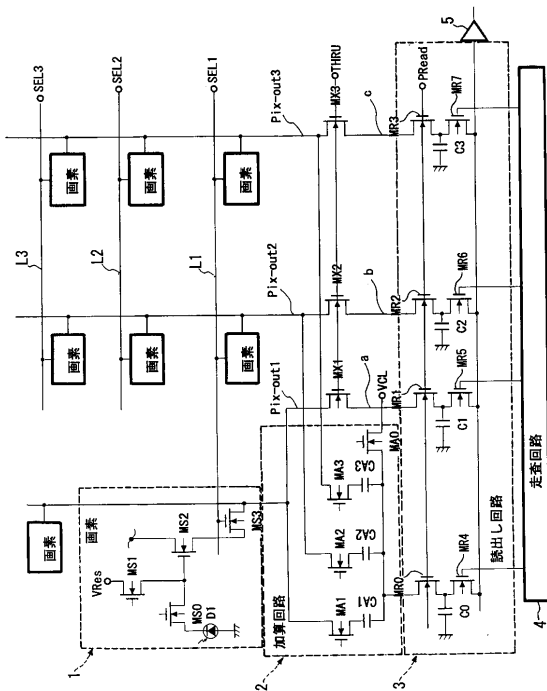 SEL3
SEL2
SEL1
L3
L2
L1
画素
画素
画素
画素
画素
画素
画素
画素
Pix-out1
Pix-out2
Pix-out3
VRes
MS1
MS2
MS0
MS3
D1
1
加算回路
2
MA1
MA2
MA3
MA0
CA1
CA2
CA3
VCL
MX1
MX2
MX3
THRU
a
b
c
MR0
MR1
MR2
MR3
PRead
C0
C1
C2
C3
MR4
MR5
MR6
MR7
読出し回路
3
走査回路
4
5